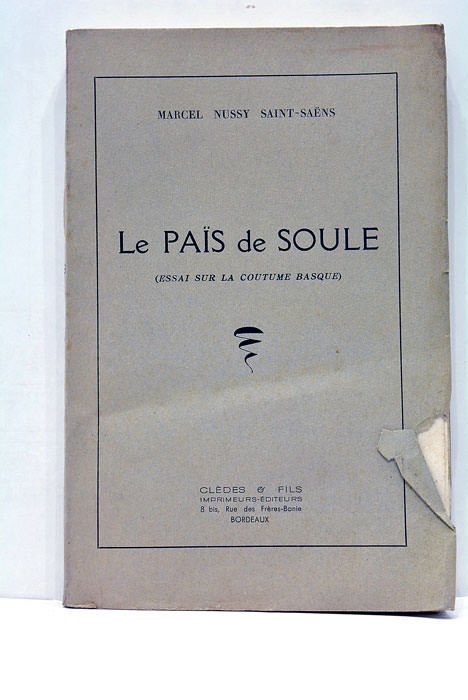 MARCEL NUSSY SAINT-SAËNS
Le PAÏS de SOULE
(ESSAI SUR LA COUTUME BASQUE)
CLÈDES & FILS
IMPRIMEURS-ÉDITEURS
8 bis, Rue des Frères-Bonie
BORDEAUX